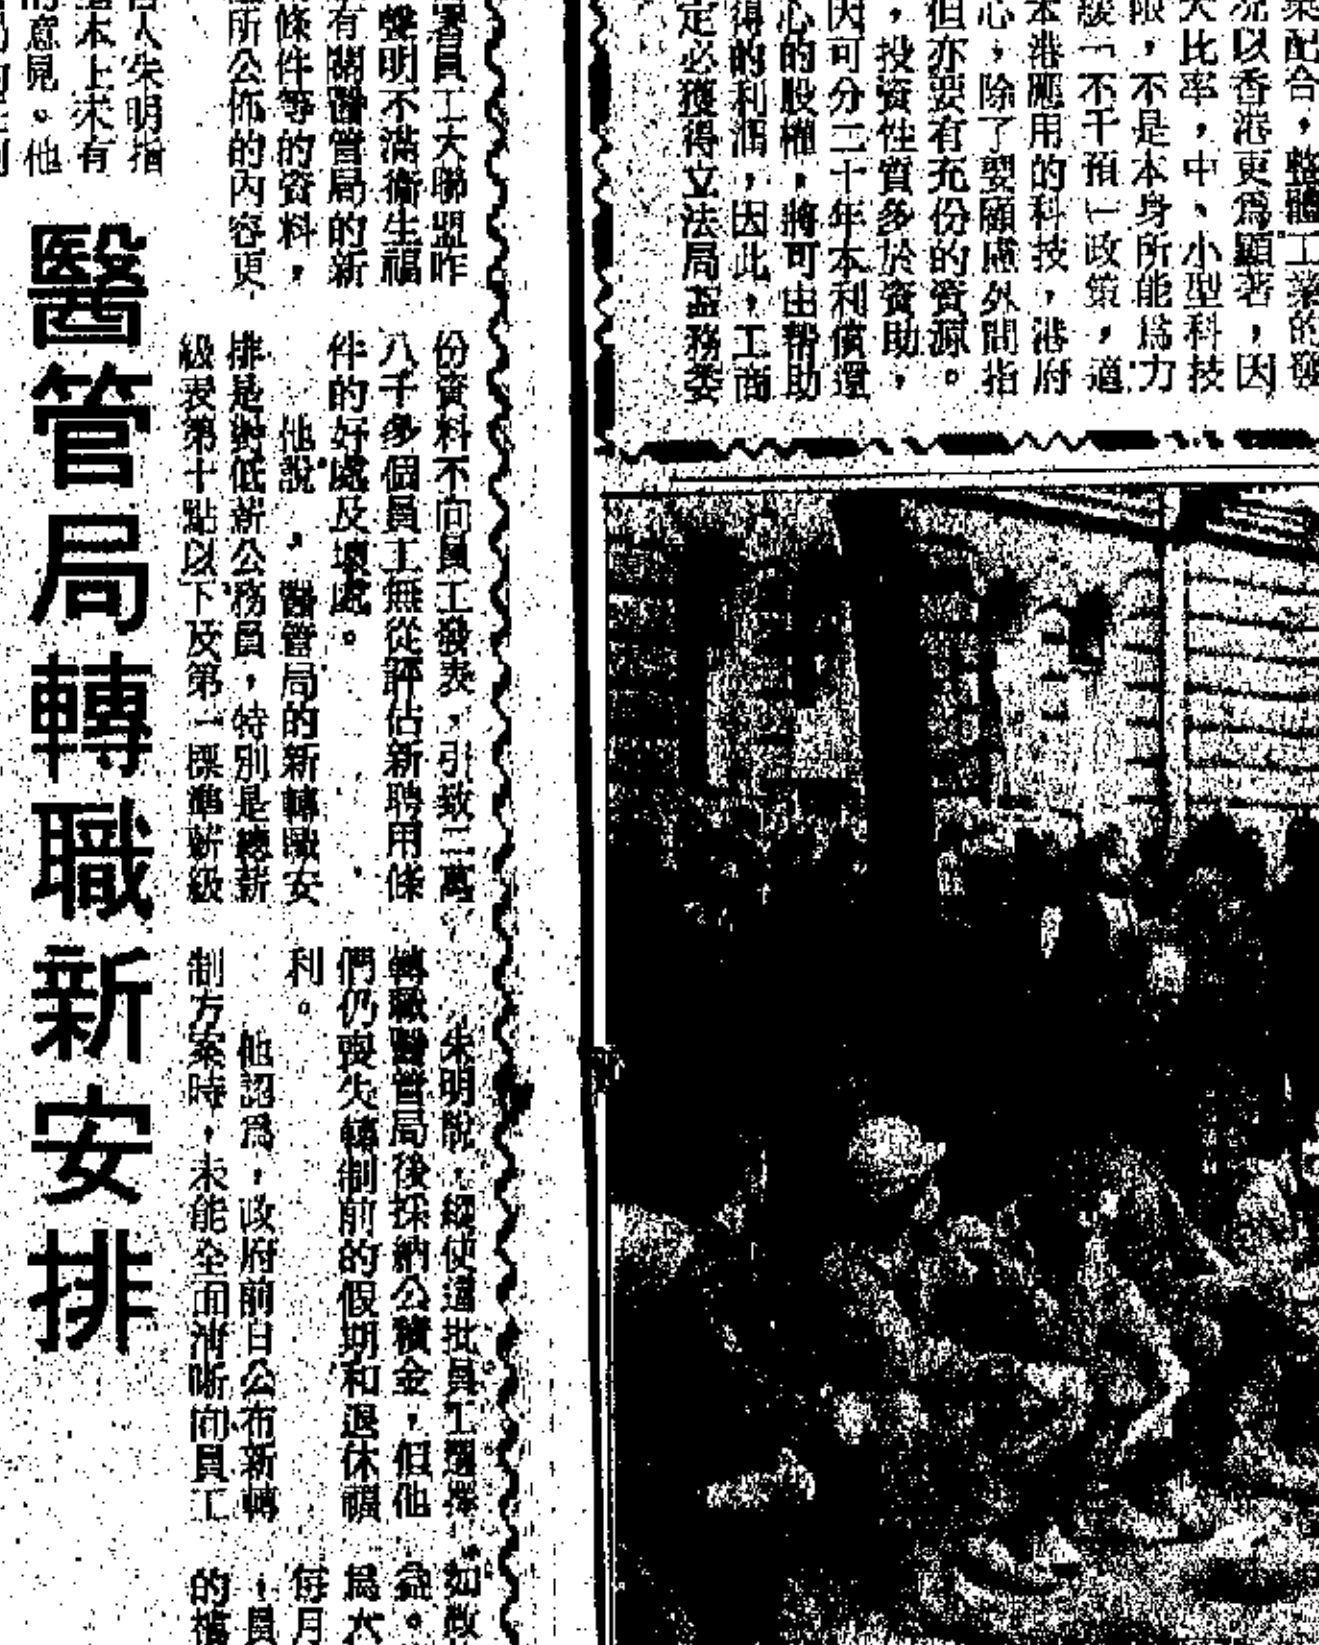 業配合，整體工業的發
況以香港更為顯著，因
大比率，中、小型科技
限，不是本身所能為力
緩「不干預」政策，適
本港應用的科技，港府
心，除了要顧慮外間指
但亦要有充份的資源。
，投資性質多於資助，
因可分二十年本利償還
心的股權，將可由幫助
得的利潤，因此，工商
定必獲得立法局財務委
署員工大聯盟昨
聲明不滿衞生福
有關醫管局的新
條件等的資料，
所公佈的內容更
人朱明指
基本上未有
的意見。他
醫管局轉職新安排
份資料不向員工發表，引致三萬
八千多個員工無從評估新聘用條
件的好處及壞處。
他說，醫管局的新轉職安
排是對低薪公務員，特別是總薪
級表第十點以下及第一標準薪級
朱明說，縱使這批員工選擇
轉職醫管局後採納公積金，但他
們仍喪失轉制前的假期和退休福
利。
他認為，政府前日公布新轉
制方案時，未能全面清晰向員工
如政
益。
為大
每月
，員
的